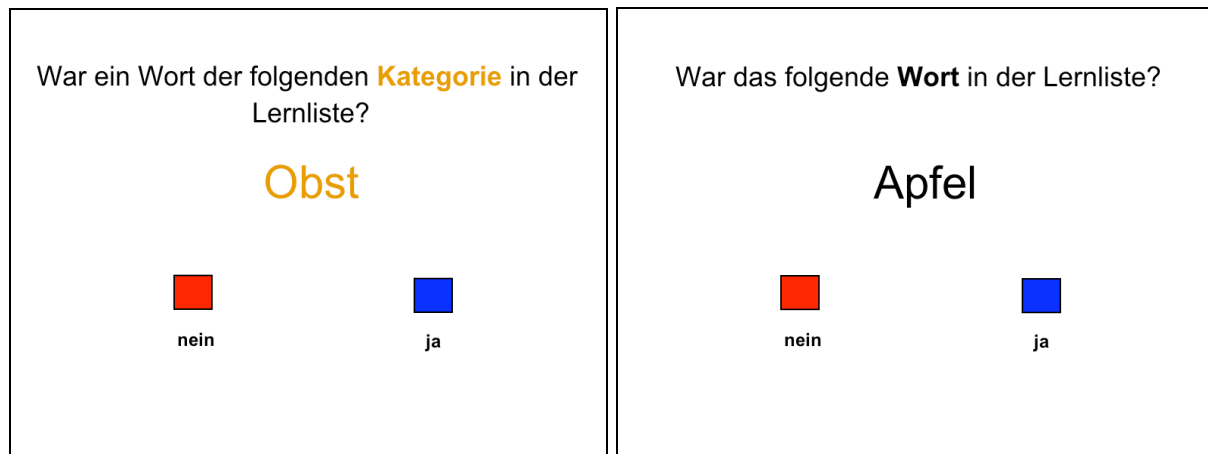 War ein Wort der folgenden Kategorie in der
Lernliste?
Obst
nein
ja
War das folgende Wort in der Lernliste?
Apfel
nein
ja